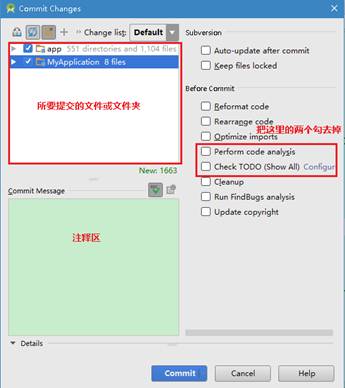 Commit Changes
Change list: Default
app 551 directories and 1,104 files
MyApplication 8 files
所要提交的文件或文件夹
New: 1663
Commit Message
注释区
Details
Subversion
Auto-update after commit
Keep files locked
Before Commit
Reformat code
Rearrange code
把这里的两个勾去掉
Optimize imports
Perform code analysis
Check TODO (Show All) Configur
Cleanup
Run FindBugs analysis
Update copyright
Commit
Cancel
Help